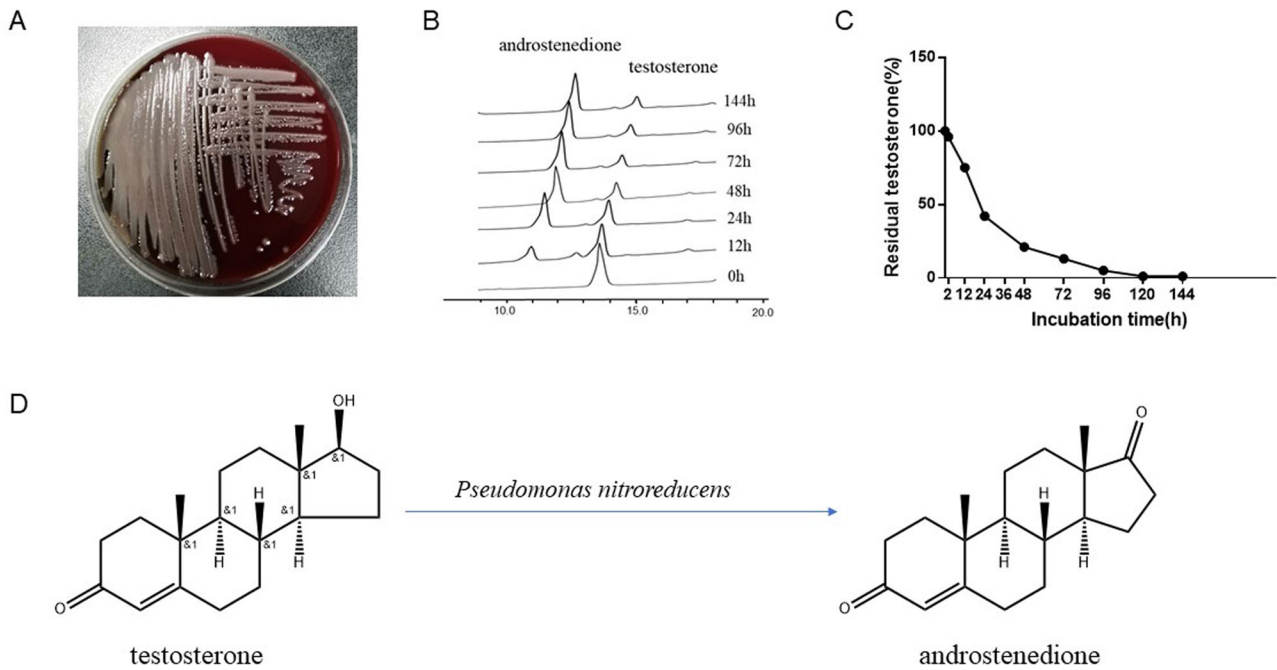 A
B
androstenedione
testosterone
144h
96h
72h
48h
24h
12h
0h
10.0 15.0 20.0
C
Residual testosterone(%)
150
100
50
0
2 12 24 36 48 72 96 120 144
Incubation time(h)
D
OH
&1
&1
H
&1
&1
&1
&1
H
H
O
testosterone
Pseudomonas nitroreducens
O
H
H
H
O
androstenedione